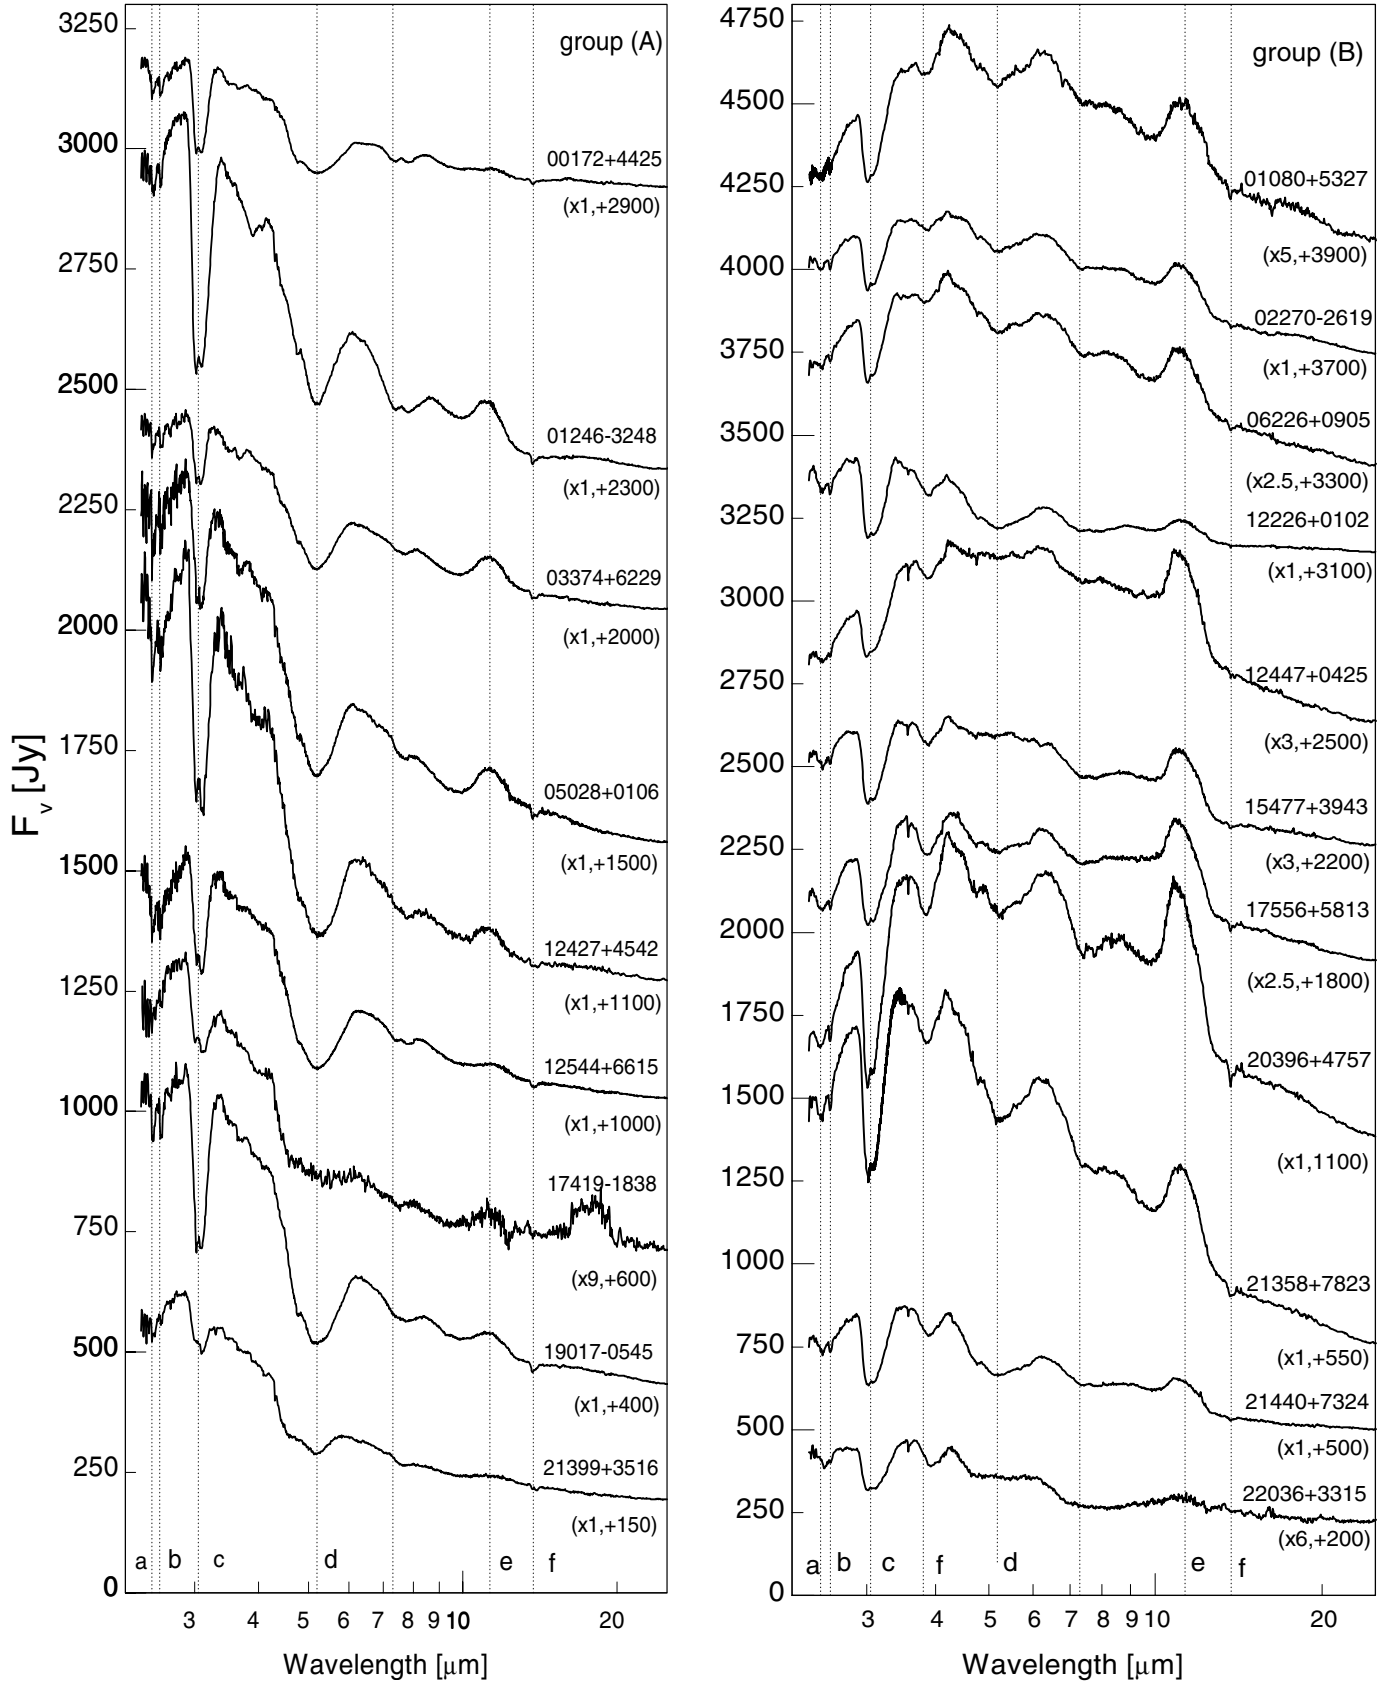 group (A)
3250
3000
2750
2500
2250
2000
1750
1500
1250
1000
750
500
250
0
F_ν [Jy]
00172+4425
(x1,+2900)
01246-3248
(x1,+2300)
03374+6229
(x1,+2000)
05028+0106
(x1,+1500)
12427+4542
(x1,+1100)
12544+6615
(x1,+1000)
17419-1838
(x9,+600)
19017-0545
(x1,+400)
21399+3516
(x1,+150)
a b c d e f
3 4 5 6 7 8 9 10 20
Wavelength [μm]
group (B)
4750
4500
4250
4000
3750
3500
3250
3000
2750
2500
2250
2000
1750
1500
1250
1000
750
500
250
0
01080+5327
(x5,+3900)
02270-2619
(x1,+3700)
06226+0905
(x2.5,+3300)
12226+0102
(x1,+3100)
12447+0425
(x3,+2500)
15477+3943
(x3,+2200)
17556+5813
(x2.5,+1800)
20396+4757
(x1,1100)
21358+7823
(x1,+550)
21440+7324
(x1,+500)
22036+3315
(x6,+200)
a b c f d e f
3 4 5 6 7 8 9 10 20
Wavelength [μm]